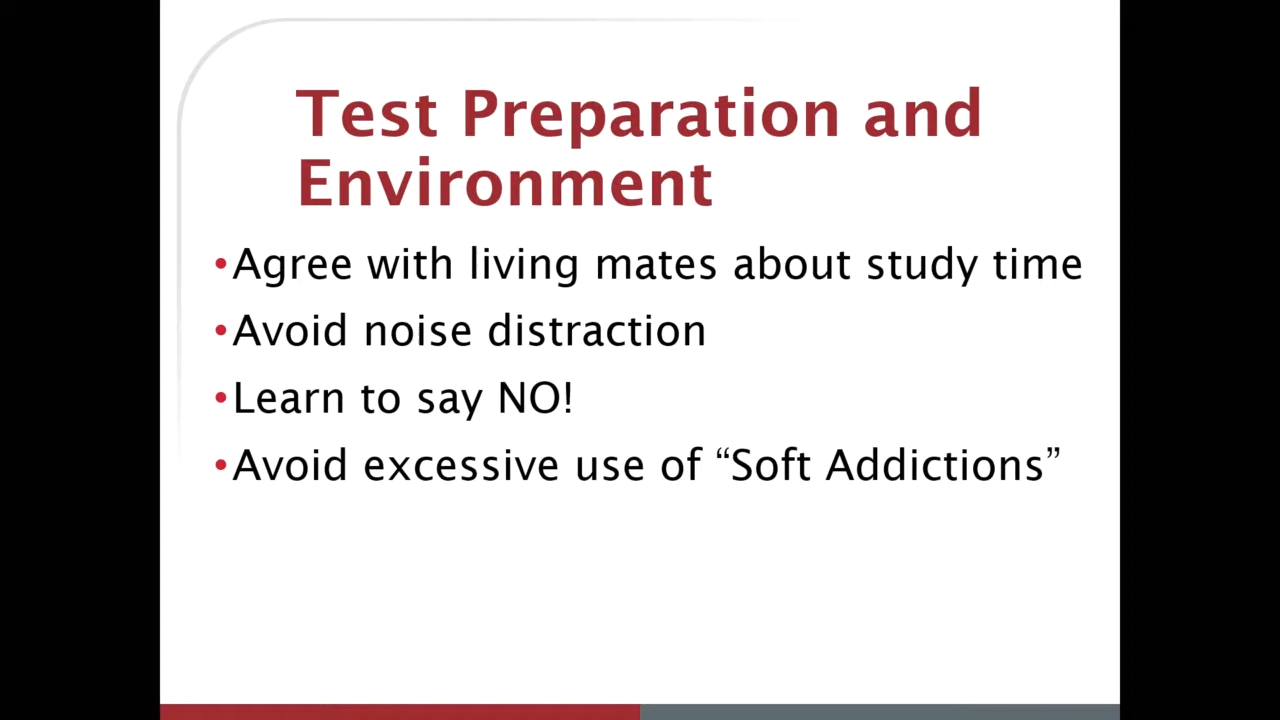 Test Preparation and
Environment
•Agree with living mates about study time
•Avoid noise distraction
•Learn to say NO!
•Avoid excessive use of “Soft Addictions”